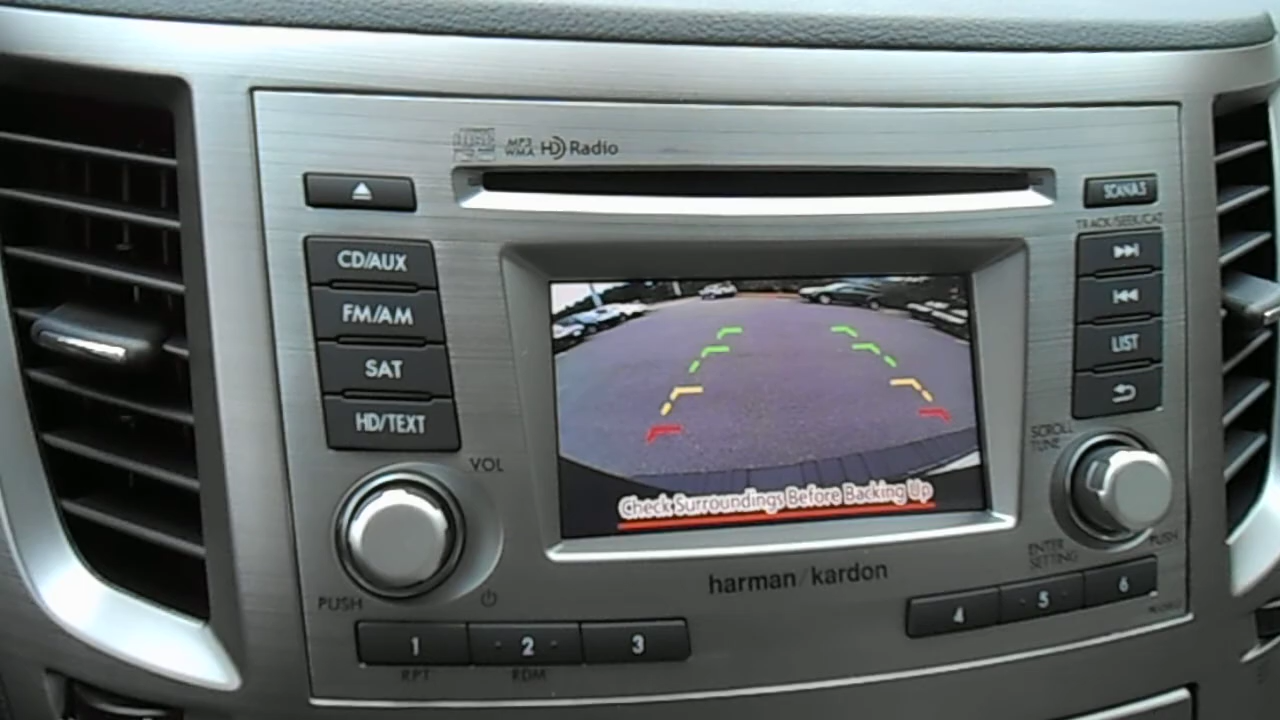 MP3
WMA HD Radio
SCAN/A.S
TRACK/SEEK/CAT
CD/AUX
FM/AM
SAT
HD/TEXT
LIST
SCROLL
TUNE
VOL
Check Surroundings Before Backing Up
ENTER
SETTING
PUSH
harman/kardon
PUSH
1
2
3
4
5
6
RPT
RDM